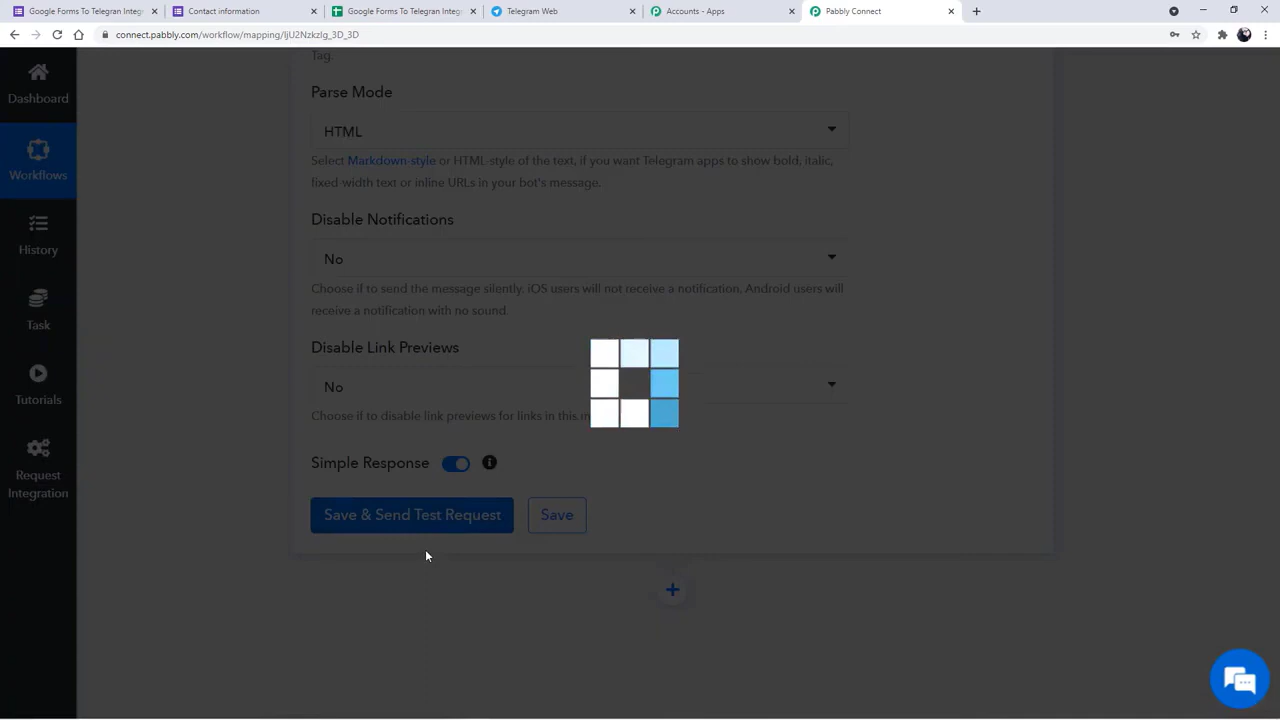 Google Forms To Telegran Integ
Contact information
Google Forms To Telegran Integ
Telegram Web
Accounts - Apps
Pabbly Connect
connect.pabbly.com/workflow/mapping/IjU2Nzkzlg_3D_3D
Tag.
Dashboard
Parse Mode
HTML
Select Markdown-style or HTML-style of the text, if you want Telegram apps to show bold, italic,
fixed-width text or inline URLs in your bot's message.
Workflows
Disable Notifications
History
No
Choose if to send the message silently. iOS users will not receive a notification. Android users will
receive a notification with no sound.
Task
Disable Link Previews
No
Tutorials
Choose if to disable link previews for links in this
Simple Response
Request
Integration
Save & Send Test Request
Save